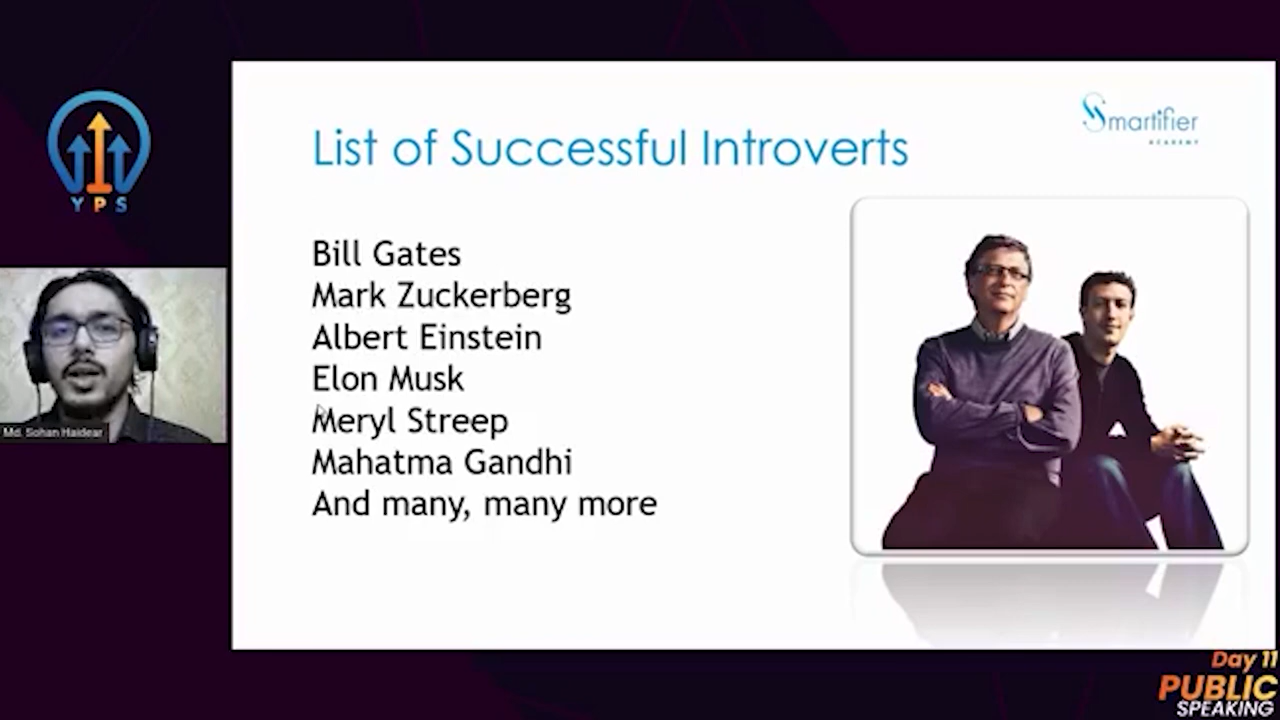 YPS
Md. Sohan Haidear
List of Successful Introverts
Smartifier
ACADEMY
Bill Gates
Mark Zuckerberg
Albert Einstein
Elon Musk
Meryl Streep
Mahatma Gandhi
And many, many more
Day 11
PUBLIC
SPEAKING